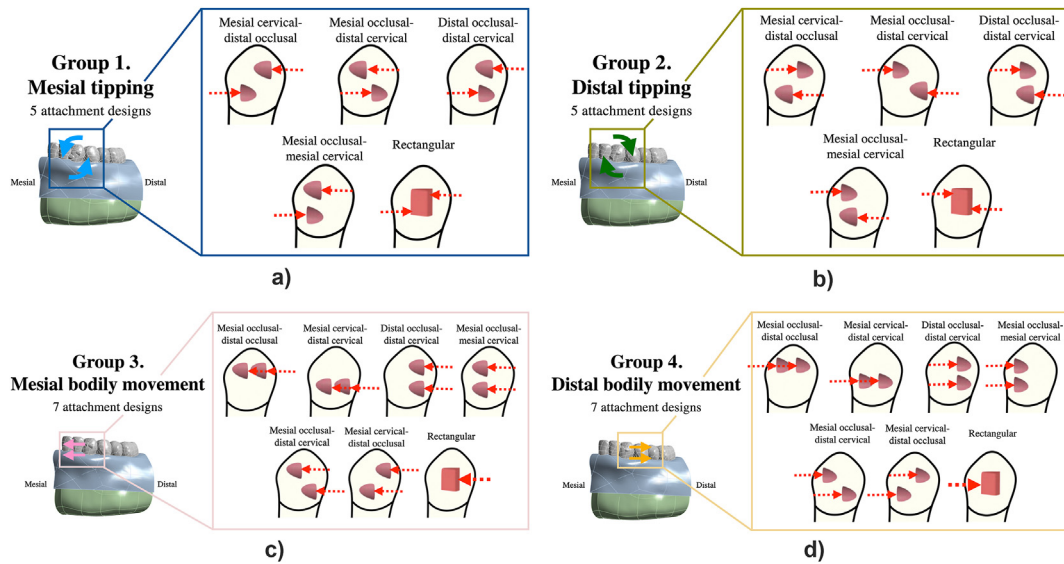 Group 1.
Mesial tipping
5 attachment designs
Mesial
Distal
Mesial cervical-
distal occlusal
Mesial occlusal-
distal cervical
Distal occlusal-
distal cervical
Mesial occlusal-
mesial cervical
Rectangular
a)
Group 2.
Distal tipping
5 attachment designs
Mesial
Distal
Mesial cervical-
distal occlusal
Mesial occlusal-
distal cervical
Distal occlusal-
distal cervical
Mesial occlusal-
mesial cervical
Rectangular
b)
Group 3.
Mesial bodily movement
7 attachment designs
Mesial
Distal
Mesial occlusal-
distal occlusal
Mesial cervical-
distal cervical
Distal occlusal-
distal cervical
Mesial occlusal-
mesial cervical
Mesial occlusal-
distal cervical
Mesial cervical-
distal occlusal
Rectangular
c)
Group 4.
Distal bodily movement
7 attachment designs
Mesial
Distal
Mesial occlusal-
distal occlusal
Mesial cervical-
distal cervical
Distal occlusal-
distal cervical
Mesial occlusal-
mesial cervical
Mesial occlusal-
distal cervical
Mesial cervical-
distal occlusal
Rectangular
d)